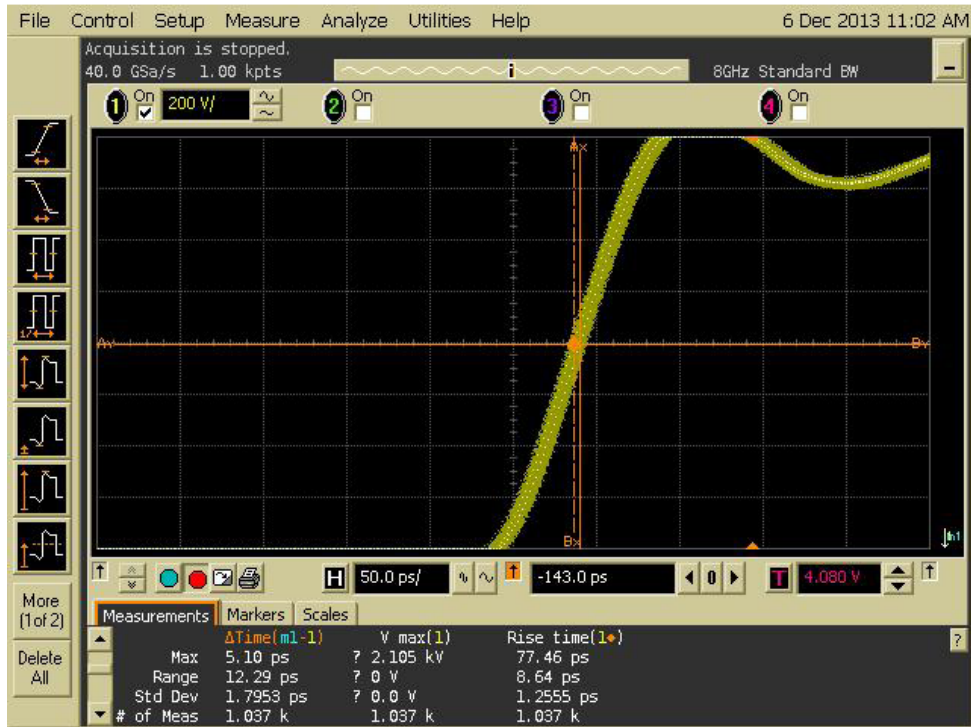 File Control Setup Measure Analyze Utilities Help 6 Dec 2013 11:02 AM
Acquisition is stopped.
40.0 GSa/s 1.00 kpts 8GHz Standard BW
1 On 200 V/ 2 On 3 On 4 On
Ax
Ay By
Bx
1/
More
(1 of 2)
Delete
All
H 50.0 ps/ -143.0 ps 0 T 4.080 V
Measurements Markers Scales
ΔTime(m1-1) V max(1) Rise time(1◆) ?
Max 5.10 ps ? 2.105 kV 77.46 ps
Range 12.29 ps ? 0 V 8.64 ps
Std Dev 1.7953 ps ? 0.0 V 1.2555 ps
# of Meas 1.037 k 1.037 k 1.037 k